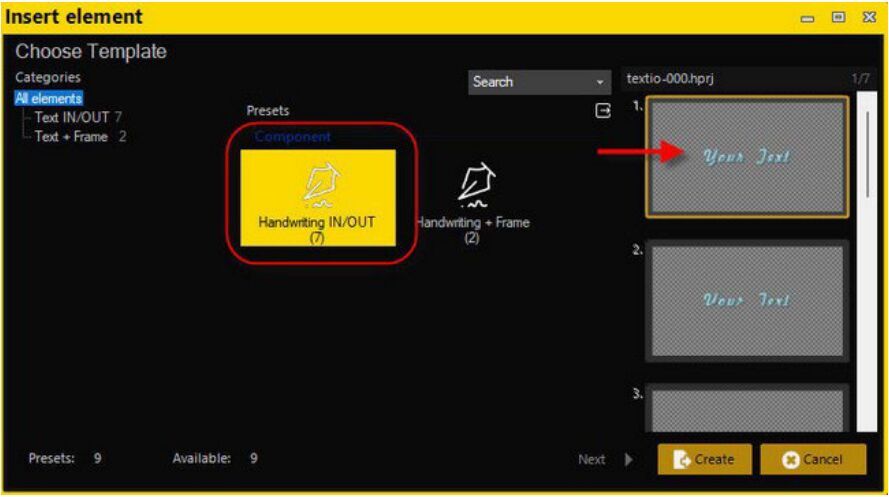 Insert element
Choose Template
Categories
All elements
Text IN/OUT 7
Text + Frame 2
Search
Presets
Component
Handwriting IN/OUT
(7)
Handwriting + Frame
(2)
textio-000.hprj 1/7
1.
Your Text
2.
Your Text
3.
Presets: 9 Available: 9
Next
Create
Cancel